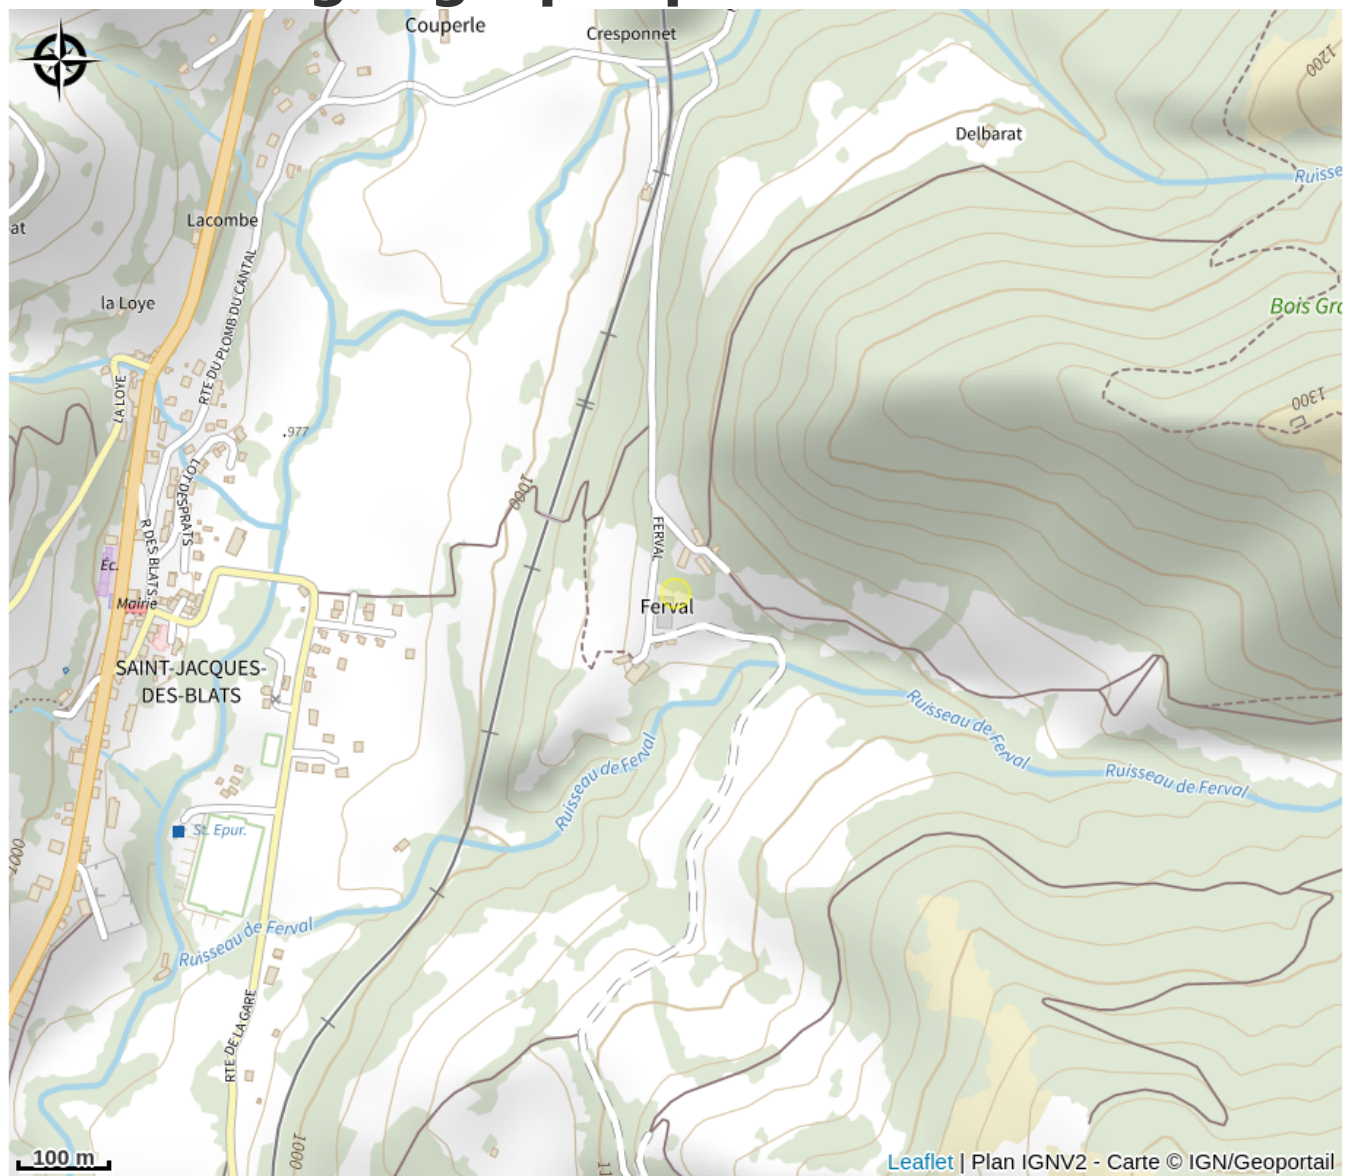 Couperle
Cresponnet
1200
Delbarat
Ruisse
Lacombe
at
RTE DU PLOMB DU CANTAL
la Loye
Bois Gro
LA LOYE
1300
977
LOT DES PRATS
1000
R DES BLATS
FERVAL
Éc.
Mairie
Ferval
SAINT-JACQUES-
DES-BLATS
Ruisseau de Ferval
Ruisseau de Ferval
Ruisseau de Ferval
St. Epur.
1000
Ruisseau de Ferval
RTE DE LA GARE
1000
11
100 m
Leaflet | Plan IGNV2 - Carte © IGN/Geoportail